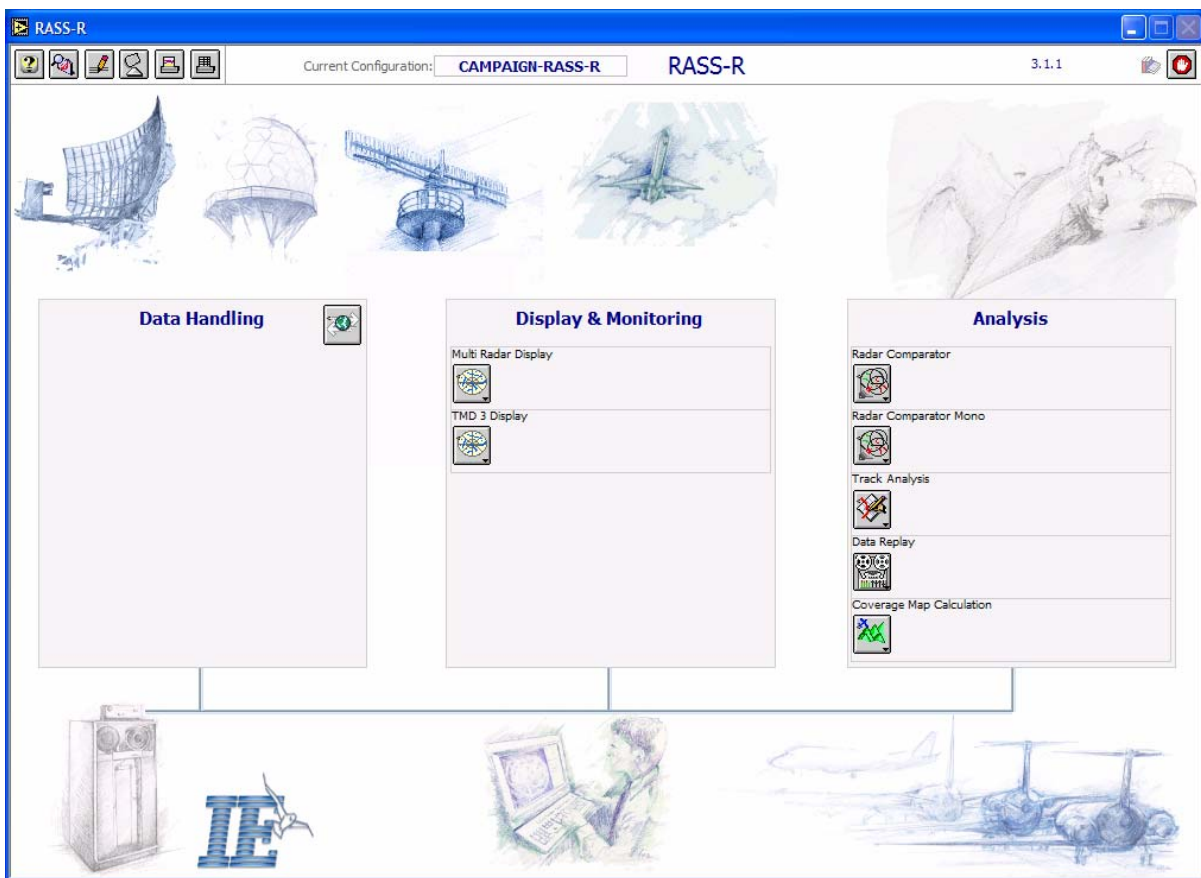 RASS-R
Current Configuration: CAMPAIGN-RASS-R RASS-R 3.1.1
Data Handling
Display & Monitoring
Multi Radar Display
TMD 3 Display
Analysis
Radar Comparator
Radar Comparator Mono
Track Analysis
Data Replay
Coverage Map Calculation
IE